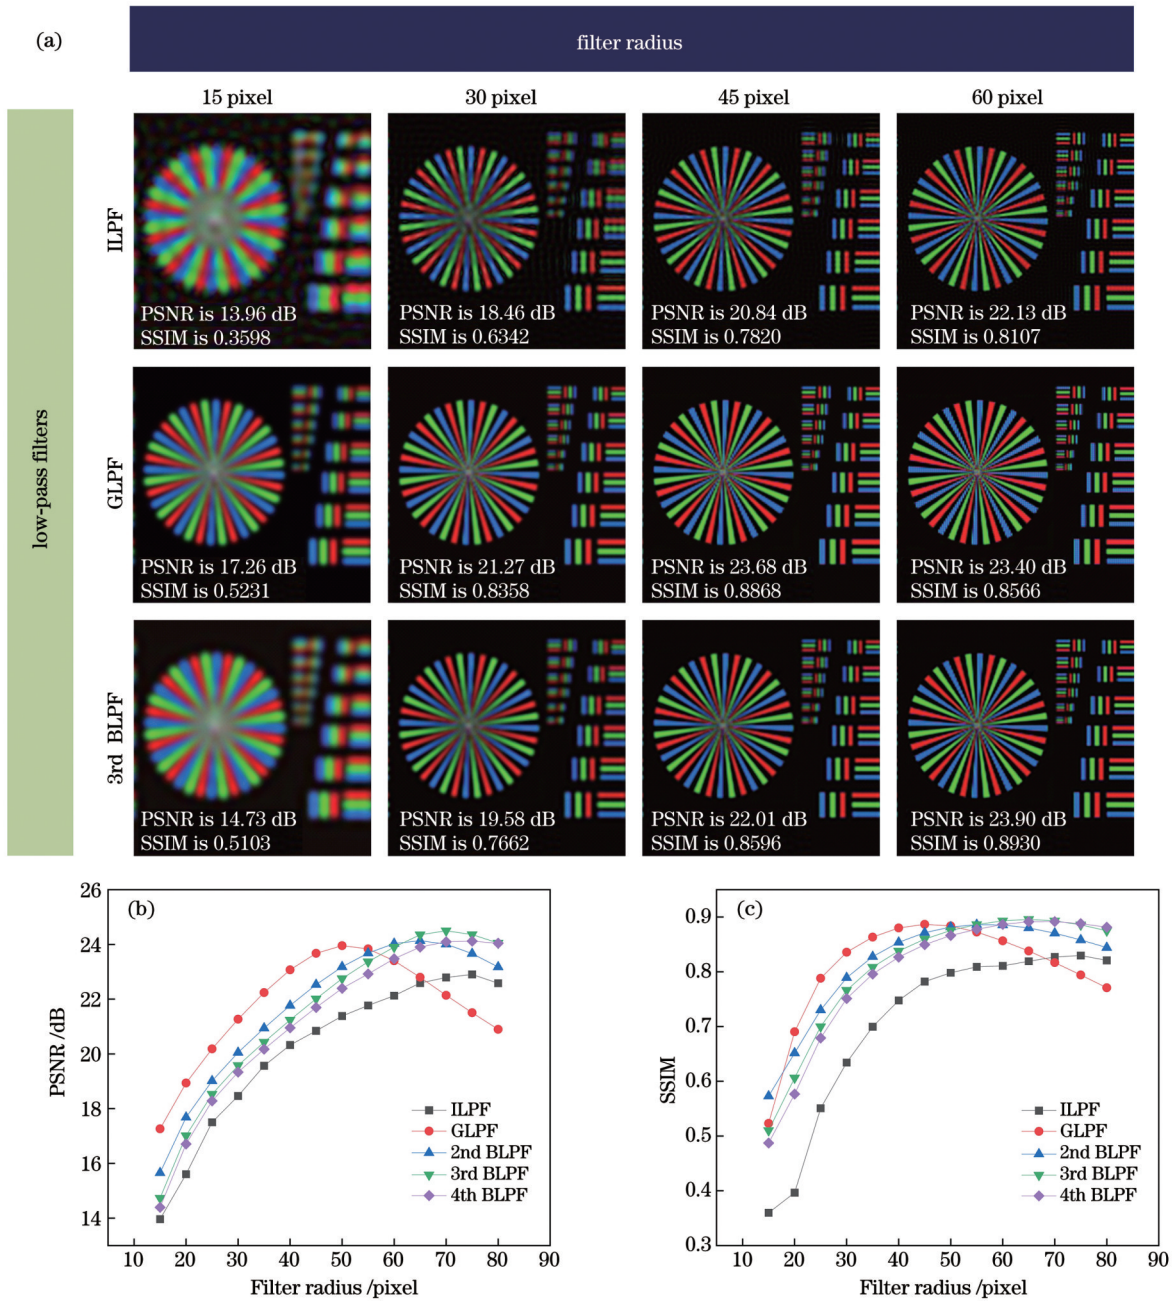 (a)
filter radius
15 pixel
30 pixel
45 pixel
60 pixel
low-pass filters
ILPF
PSNR is 13.96 dB
SSIM is 0.3598
PSNR is 18.46 dB
SSIM is 0.6342
PSNR is 20.84 dB
SSIM is 0.7820
PSNR is 22.13 dB
SSIM is 0.8107
GLPF
PSNR is 17.26 dB
SSIM is 0.5231
PSNR is 21.27 dB
SSIM is 0.8358
PSNR is 23.68 dB
SSIM is 0.8868
PSNR is 23.40 dB
SSIM is 0.8566
3rd BLPF
PSNR is 14.73 dB
SSIM is 0.5103
PSNR is 19.58 dB
SSIM is 0.7662
PSNR is 22.01 dB
SSIM is 0.8596
PSNR is 23.90 dB
SSIM is 0.8930
(b)
PSNR /dB
26
24
22
20
18
16
14
ILPF
GLPF
2nd BLPF
3rd BLPF
4th BLPF
10 20 30 40 50 60 70 80 90
Filter radius /pixel
(c)
SSIM
0.9
0.8
0.7
0.6
0.5
0.4
0.3
ILPF
GLPF
2nd BLPF
3rd BLPF
4th BLPF
10 20 30 40 50 60 70 80 90
Filter radius /pixel